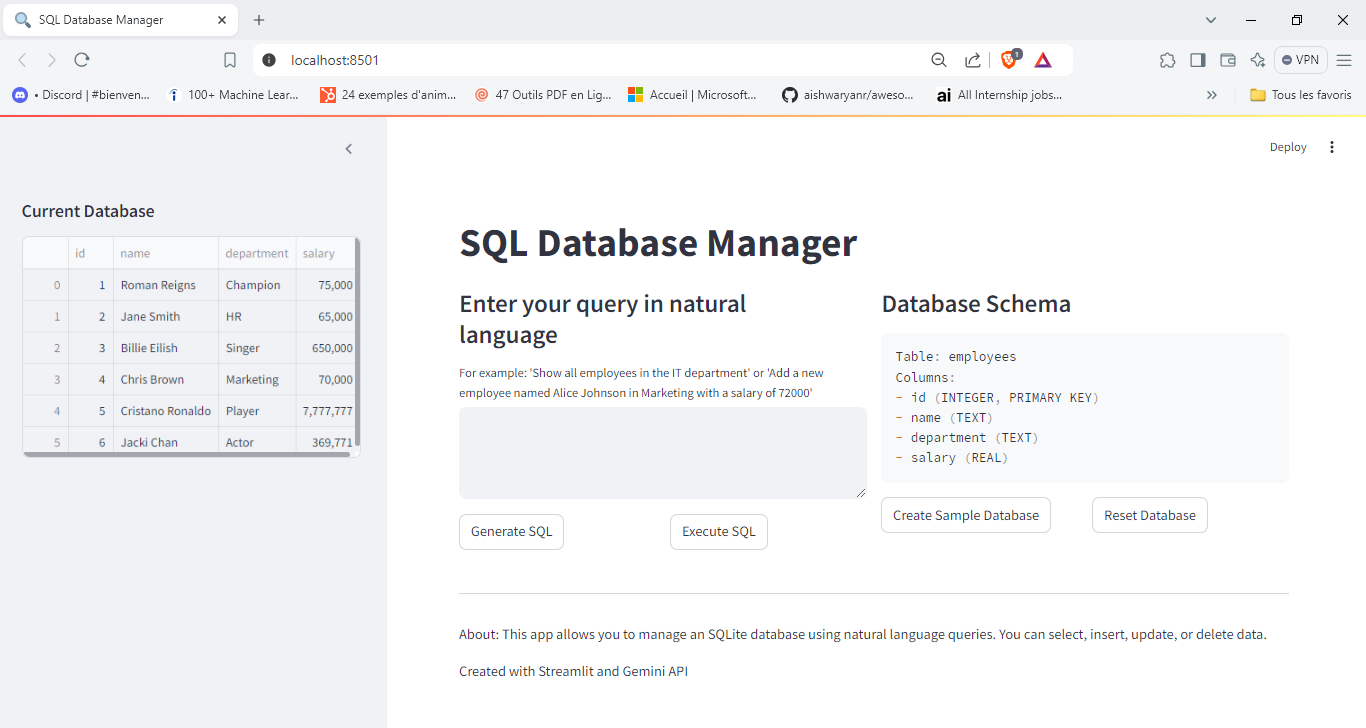 SQL Database Manager
localhost:8501
1
VPN
• Discord | #bienven...
100+ Machine Lear...
24 exemples d'anim...
47 Outils PDF en Lig...
Accueil | Microsoft...
aishwaryanr/aweso...
ai All Internship jobs...
Tous les favoris
Deploy
Current Database
id name department salary
0 1 Roman Reigns Champion 75,000
1 2 Jane Smith HR 65,000
2 3 Billie Eilish Singer 650,000
3 4 Chris Brown Marketing 70,000
4 5 Cristano Ronaldo Player 7,777,777
5 6 Jacki Chan Actor 369,771
SQL Database Manager
Enter your query in natural
language
For example: 'Show all employees in the IT department' or 'Add a new
employee named Alice Johnson in Marketing with a salary of 72000'
Generate SQL
Execute SQL
Database Schema
Table: employees
Columns:
- id (INTEGER, PRIMARY KEY)
- name (TEXT)
- department (TEXT)
- salary (REAL)
Create Sample Database
Reset Database
About: This app allows you to manage an SQLite database using natural language queries. You can select, insert, update, or delete data.
Created with Streamlit and Gemini API